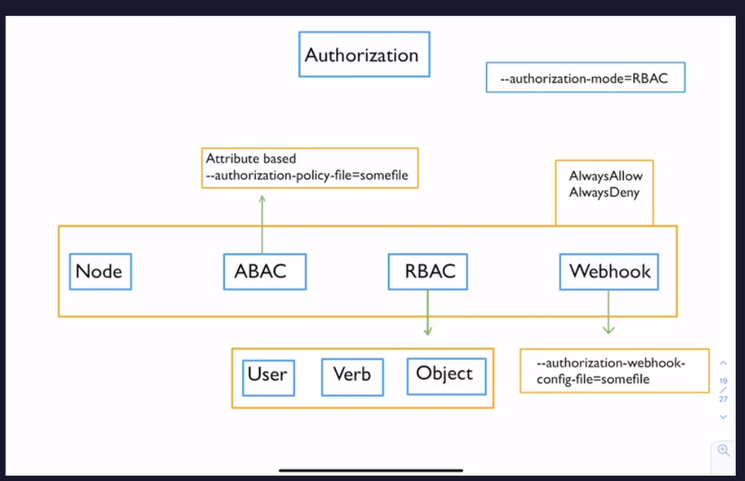 Authorization
--authorization-mode=RBAC
Attribute based
--authorization-policy-file=somefile
AlwaysAllow
AlwaysDeny
Node
ABAC
RBAC
Webhook
User
Verb
Object
--authorization-webhook-
config-file=somefile
19
/
27